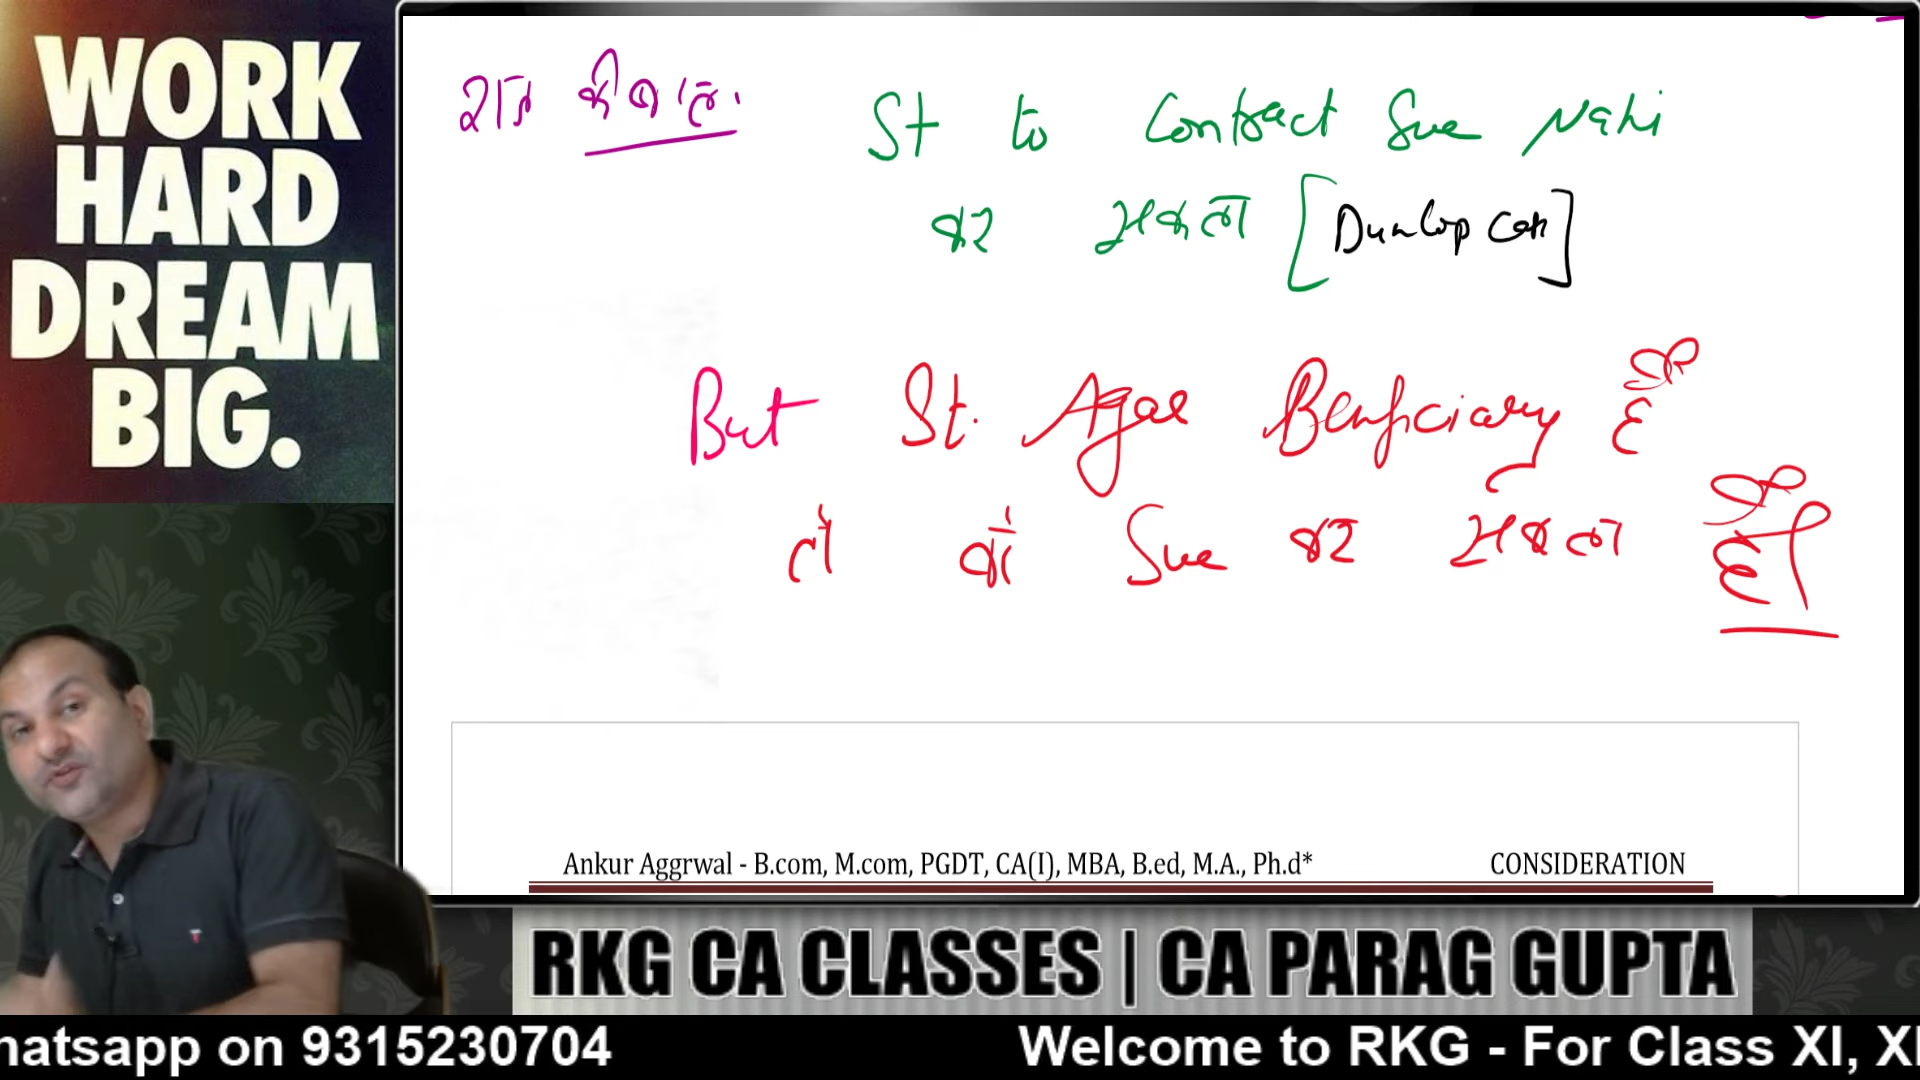 WORK
HARD
DREAM
BIG.
St to Contract Sue Nahi
कर सकता [Dunlop Case]
But St. Agar Benficiary है
तो वो Sue कर सकता है।
Ankur Aggrwal - B.com, M.com, PGDT, CA(I), MBA, B.ed, M.A., Ph.d* CONSIDERATION
RKG CA CLASSES | CA PARAG GUPTA
hatsapp on 9315230704 Welcome to RKG - For Class XI, XI